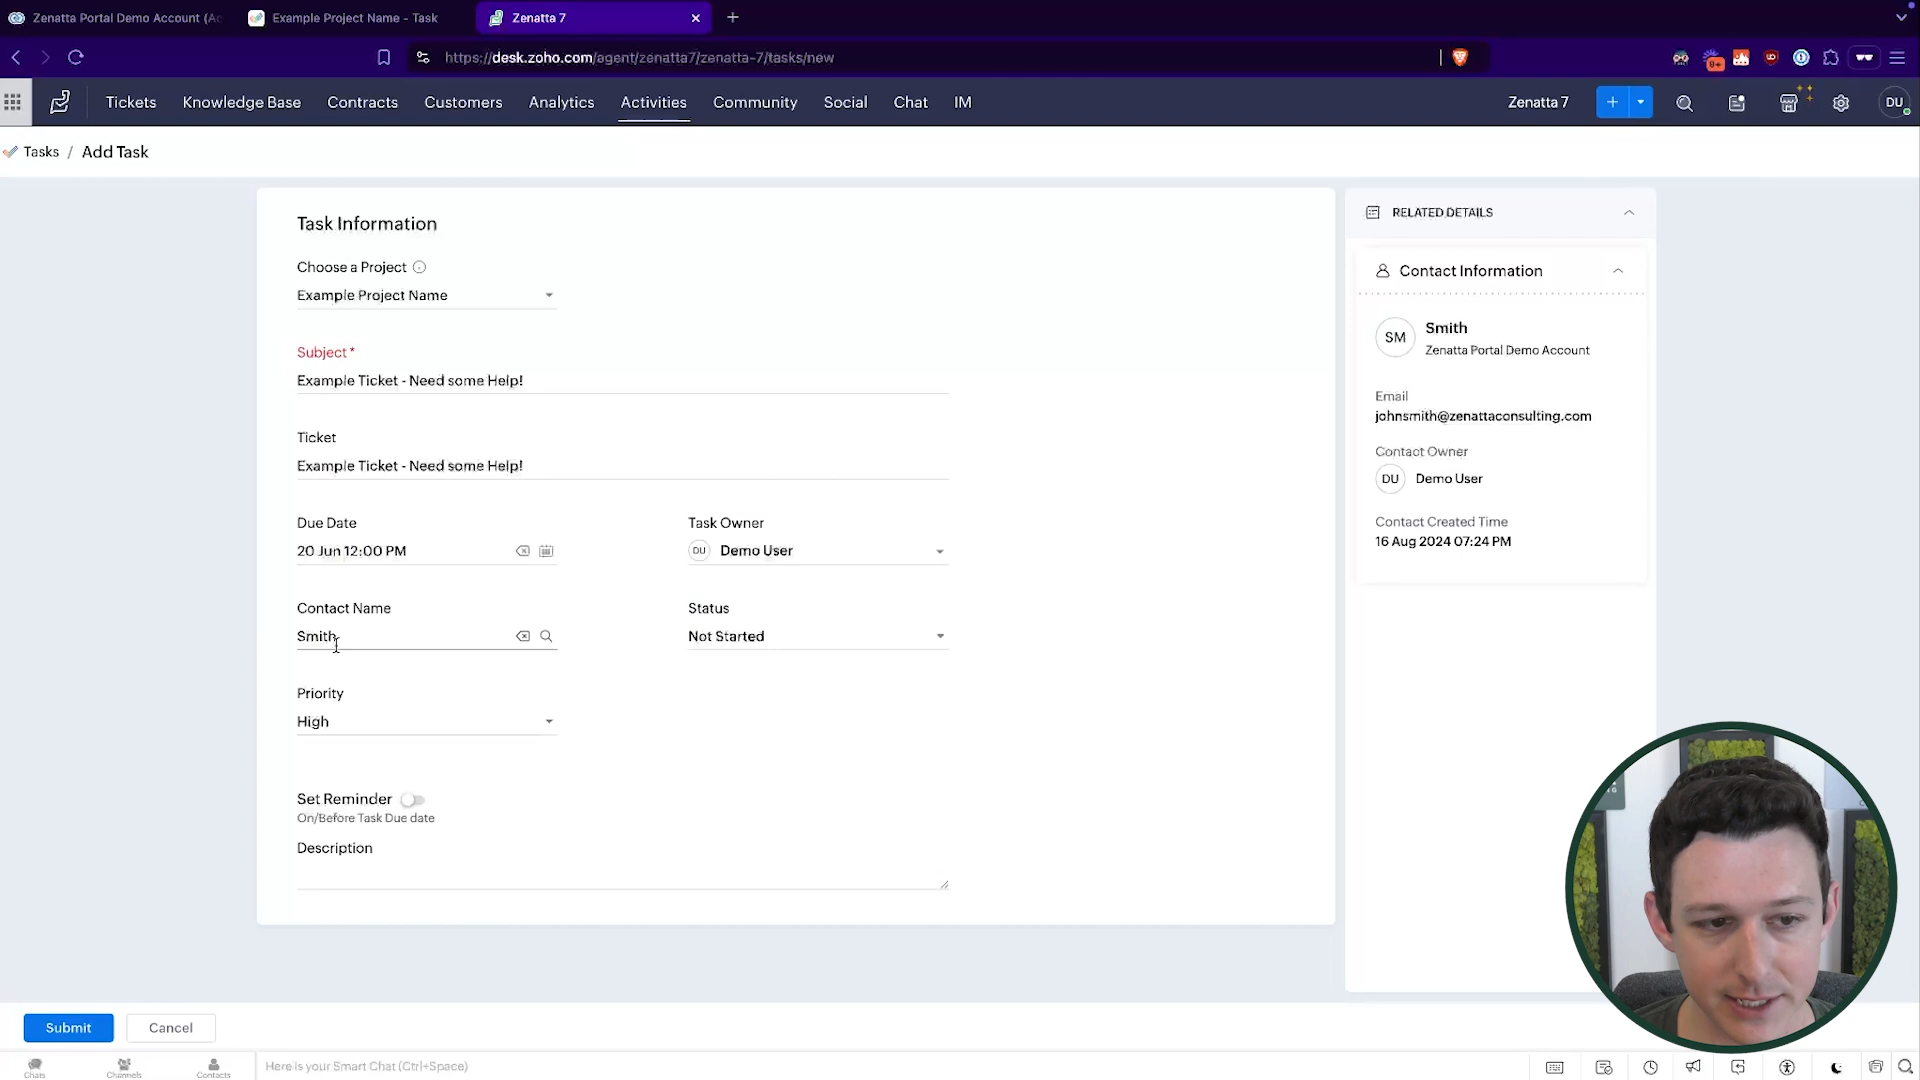 Zenatta Portal Demo Account (Ac
Example Project Name - Task
Zenatta 7
https://desk.zoho.com/agent/zenatta7/zenatta-7/tasks/new
9+
Tickets
Knowledge Base
Contracts
Customers
Analytics
Activities
Community
Social
Chat
IM
Zenatta 7
DU
Tasks / Add Task
Task Information
Choose a Project
Example Project Name
Subject *
Example Ticket - Need some Help!
Ticket
Example Ticket - Need some Help!
Due Date
20 Jun 12:00 PM
Task Owner
DU Demo User
Contact Name
Smith
Status
Not Started
Priority
High
Set Reminder
On/Before Task Due date
Description
RELATED DETAILS
Contact Information
SM
Smith
Zenatta Portal Demo Account
Email
johnsmith@zenattaconsulting.com
Contact Owner
DU Demo User
Contact Created Time
16 Aug 2024 07:24 PM
Submit
Cancel
Chats
Channels
Contacts
Here is your Smart Chat (Ctrl+Space)